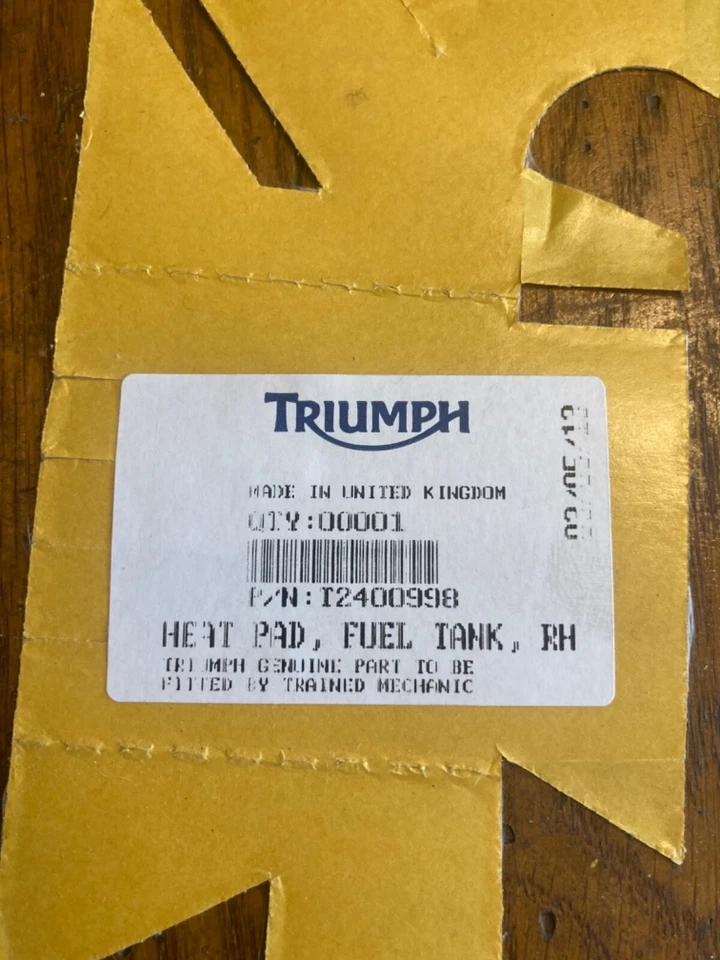 TRIUMPH
MADE IN UNITED KINGDOM
QTY:00001
P/N:I2400998
HEAT PAD, FUEL TANK, RH
TRIUMPH GENUINE PART TO BE
FITTED BY TRAINED MECHANIC